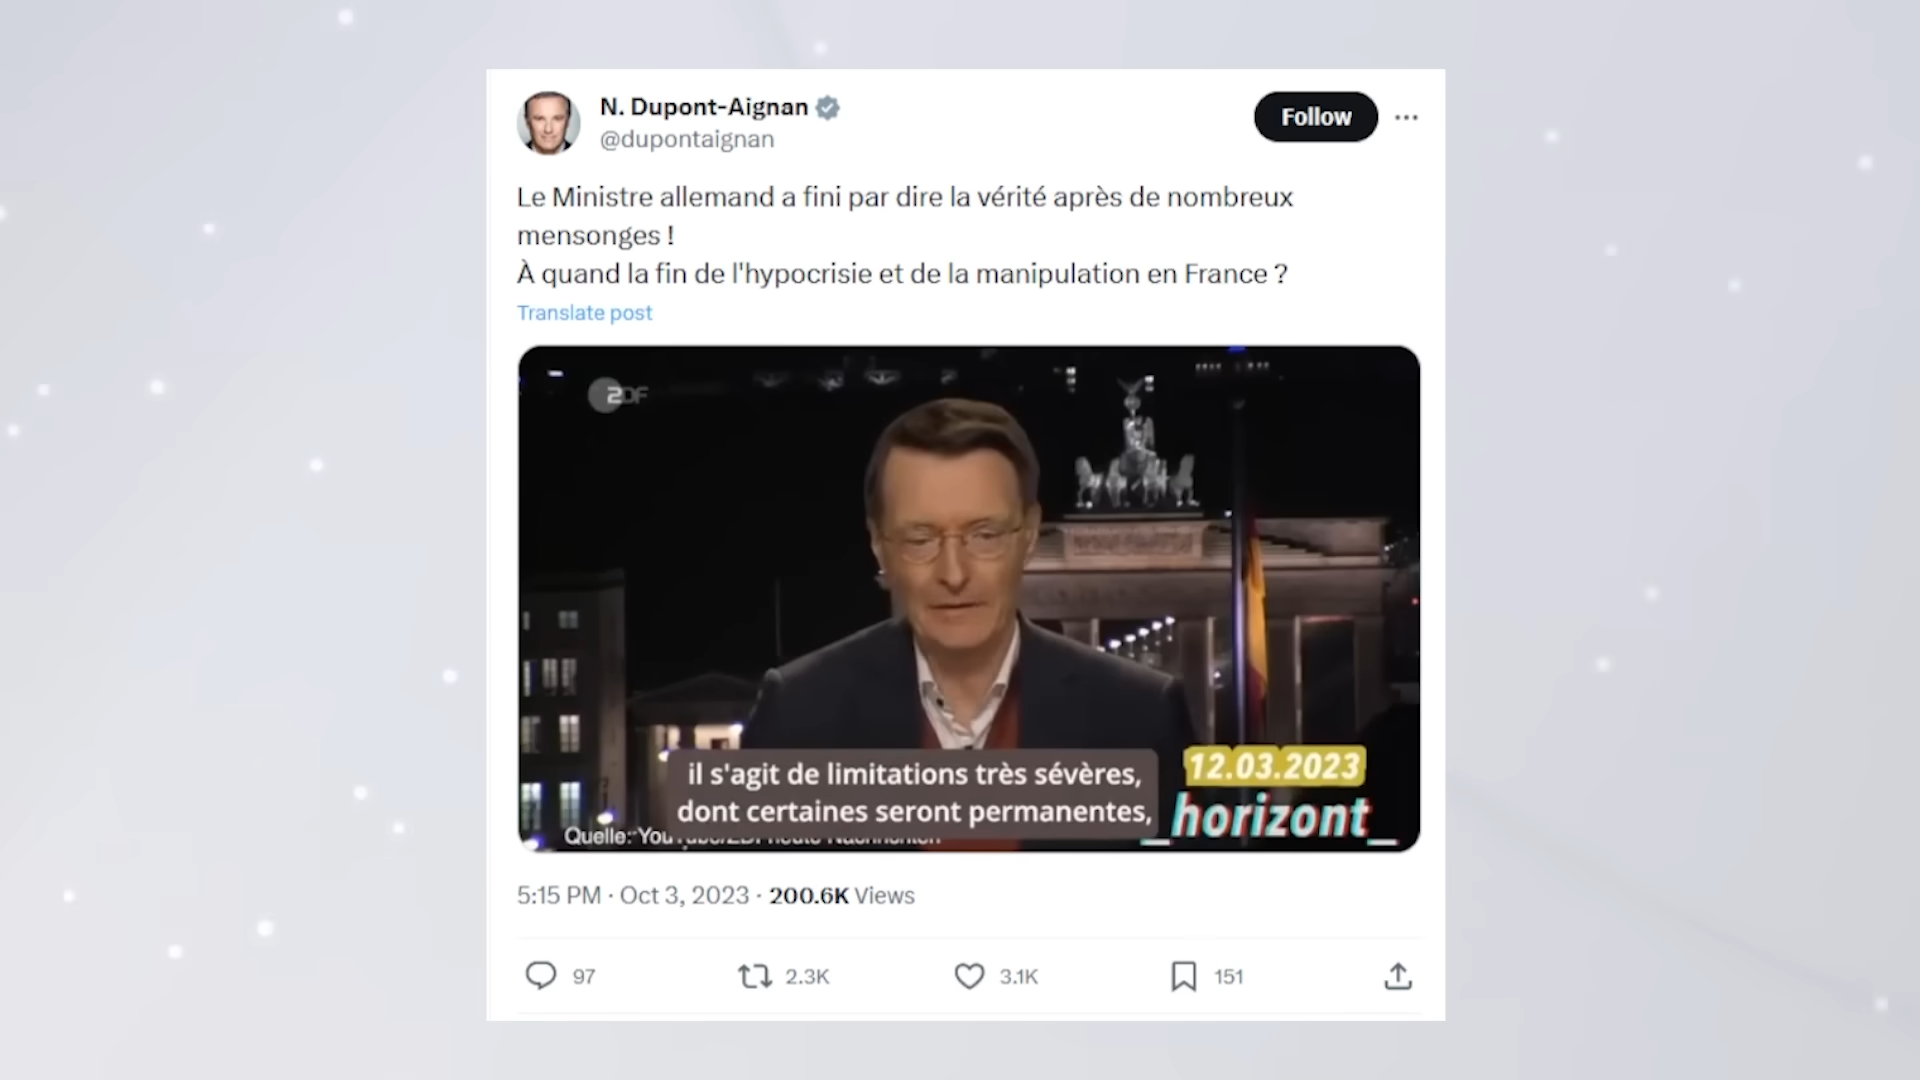 N. Dupont-Aignan
@dupontaignan
Follow
Le Ministre allemand a fini par dire la vérité après de nombreux
mensonges !
À quand la fin de l'hypocrisie et de la manipulation en France ?
Translate post
ZDF
il s'agit de limitations très sévères,
dont certaines seront permanentes,
12.03.2023
_horizont_
Quelle: You
5:15 PM · Oct 3, 2023 · 200.6K Views
97
2.3K
3.1K
151